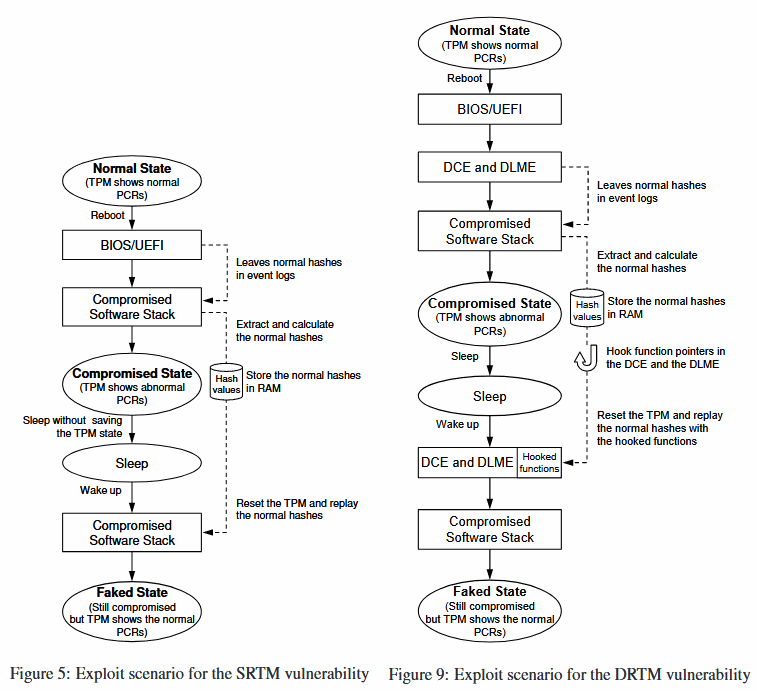 Normal State
(TPM shows normal
PCRs)
Reboot
BIOS/UEFI
Leaves normal hashes
in event logs
Compromised
Software Stack
Extract and calculate
the normal hashes
Compromised State
(TPM shows abnormal
PCRs)
Hash
values
Store the normal hashes
in RAM
Sleep without saving
the TPM state
Sleep
Wake up
Reset the TPM and replay
the normal hashes
Compromised
Software Stack
Faked State
(Still compromised
but TPM shows the normal
PCRs)
Figure 5: Exploit scenario for the SRTM vulnerability
Normal State
(TPM shows normal
PCRs)
Reboot
BIOS/UEFI
DCE and DLME
Leaves normal hashes
in event logs
Compromised
Software Stack
Extract and calculate
the normal hashes
Compromised State
(TPM shows abnormal
PCRs)
Hash
values
Store the normal hashes
in RAM
Sleep
Hook function pointers in
the DCE and the DLME
Sleep
Wake up
Reset the TPM and replay
the normal hashes with
the hooked functions
DCE and DLME
Hooked
functions
Compromised
Software Stack
Faked State
(Still compromised
but TPM shows the normal
PCRs)
Figure 9: Exploit scenario for the DRTM vulnerability